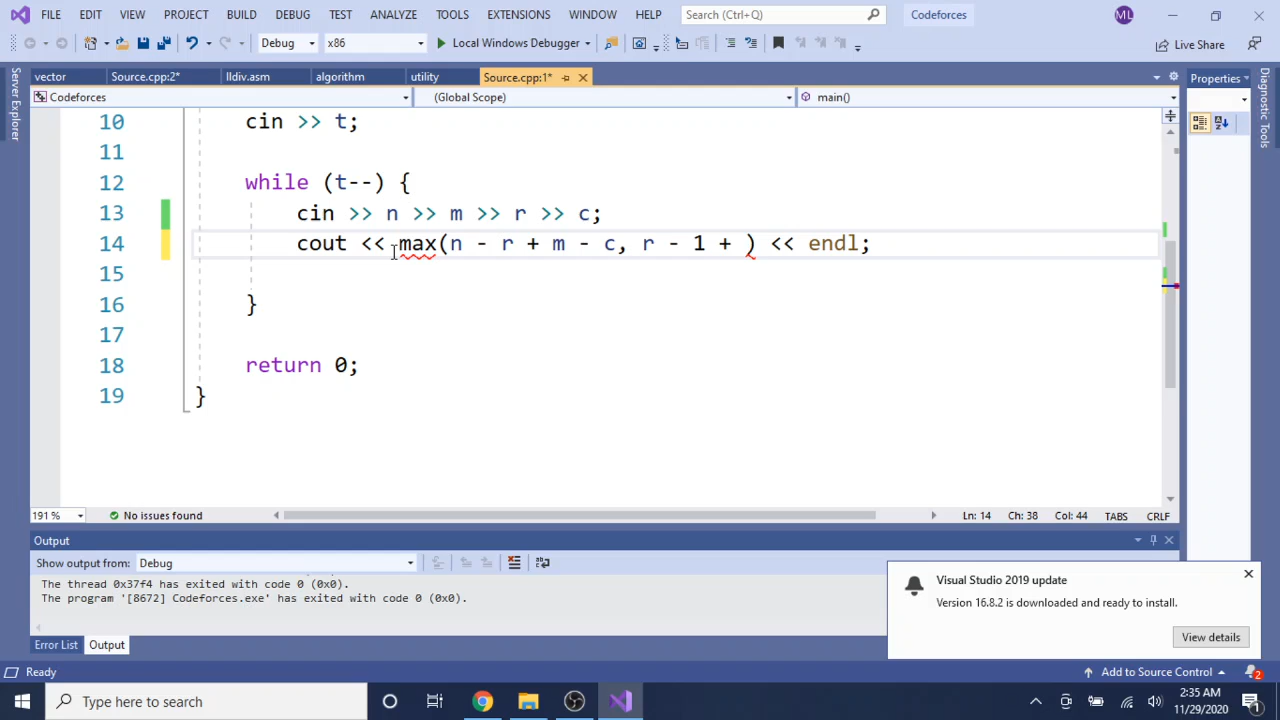 FILE EDIT VIEW PROJECT BUILD DEBUG TEST ANALYZE TOOLS EXTENSIONS WINDOW HELP Search (Ctrl+Q) Codeforces ML
Debug x86 Local Windows Debugger Live Share
vector Source.cpp:2* lldiv.asm algorithm utility Source.cpp:1*
Codeforces (Global Scope) main()
Server Explorer
Properties
Diagnostic Tools
10 cin >> t;
11
12 while (t--) {
13 cin >> n >> m >> r >> c;
14 cout << max(n - r + m - c, r - 1 + ) << endl;
15
16 }
17
18 return 0;
19 }
191 % No issues found Ln: 14 Ch: 38 Col: 44 TABS CRLF
Output
Show output from: Debug
The thread 0x37f4 has exited with code 0 (0x0).
The program '[8672] Codeforces.exe' has exited with code 0 (0x0).
Visual Studio 2019 update
Version 16.8.2 is downloaded and ready to install.
View details
Error List Output
Ready Add to Source Control 2
Type here to search
2:35 AM
11/29/2020
1